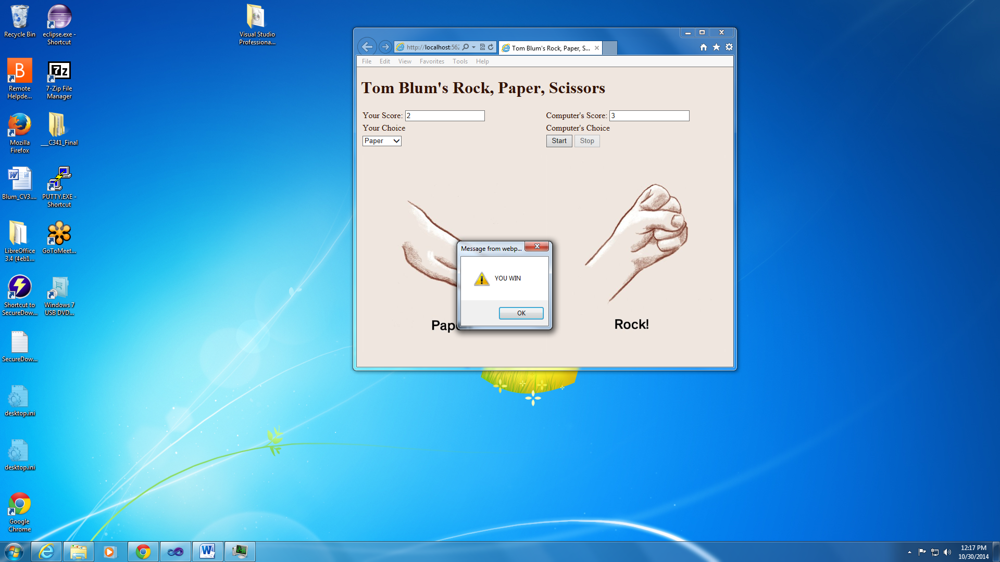 Recycle Bin
eclipse.exe -
Shortcut
Visual Studio
Professiona...
Remote
Helpde...
7-Zip File
Manager
Mozilla
Firefox
___C341_Final
Blum_CV3....
PUTTY.EXE -
Shortcut
LibreOffice
3.4 (4eb1...
GoToMeet...
Shortcut to
SecureDow...
Windows 7
USB DVD...
SecureDow...
desktop.ini
desktop.ini
Google
Chrome
http://localhost:562
Tom Blum's Rock, Paper, S...
File Edit View Favorites Tools Help
Tom Blum's Rock, Paper, Scissors
Your Score: 2
Computer's Score: 3
Your Choice
Computer's Choice
Paper
Start Stop
Message from webp...
YOU WIN
OK
Pap
Rock!
12:17 PM
10/30/2014